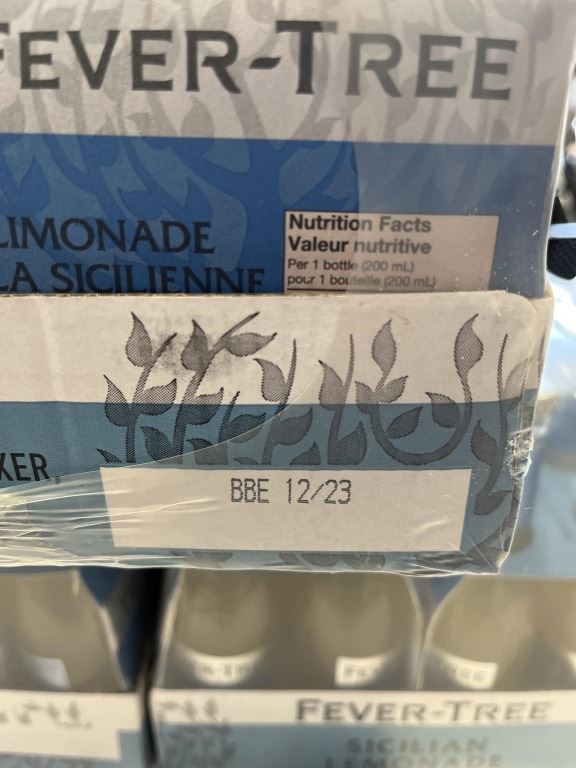 FEVER-TREE
LIMONADE
LA SICILIENNE
Nutrition Facts
Valeur nutritive
Per 1 bottle (200 mL)
pour 1 bouteille (200 mL)
BBE 12/23
FEVER-TREE
SICILIAN
LEMONADE